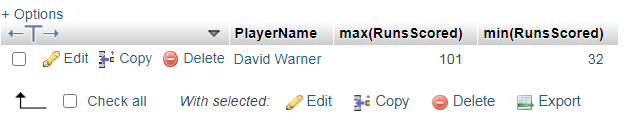 + Options
PlayerName max(RunsScored) min(RunsScored)
Edit Copy Delete David Warner 101 32
Check all With selected: Edit Copy Delete Export